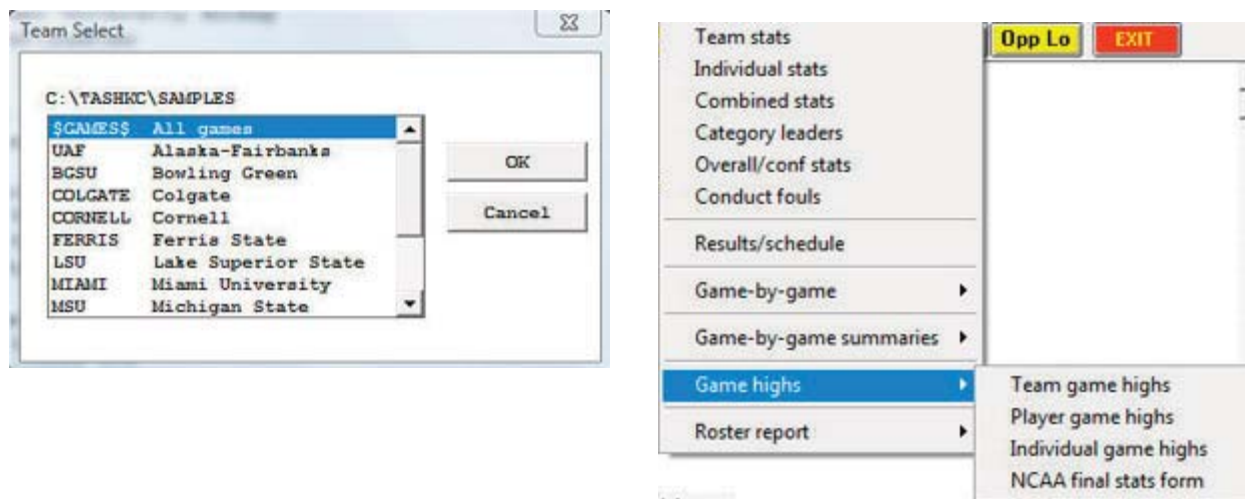 Team Select
C:\TASHKC\SAMPLES
$GAMES$ All games
UAF Alaska-Fairbanks
BGSU Bowling Green
COLGATE Colgate
CORNELL Cornell
FERRIS Ferris State
LSU Lake Superior State
MIAMI Miami University
MSU Michigan State
OK
Cancel
Team stats
Individual stats
Combined stats
Category leaders
Overall/conf stats
Conduct fouls
Results/schedule
Game-by-game
Game-by-game summaries
Game highs
Roster report
Opp Lo
EXIT
Team game highs
Player game highs
Individual game highs
NCAA final stats form